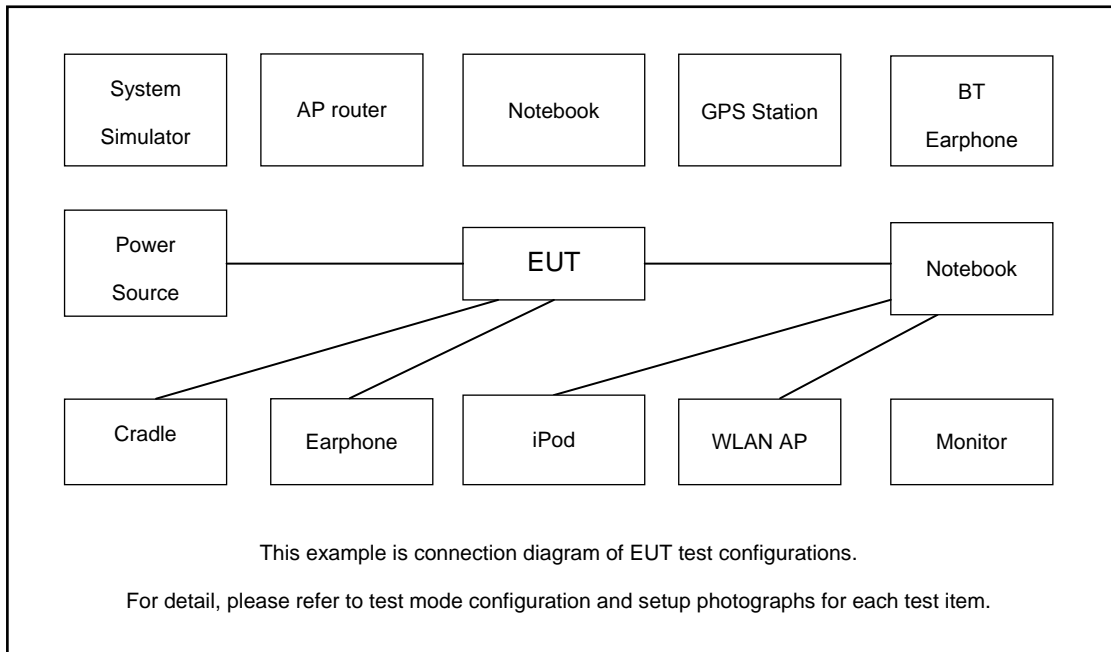 System
Simulator
AP router
Notebook
GPS Station
BT
Earphone
Power
Source
EUT
Notebook
Cradle
Earphone
iPod
WLAN AP
Monitor
This example is connection diagram of EUT test configurations.
For detail, please refer to test mode configuration and setup photographs for each test item.